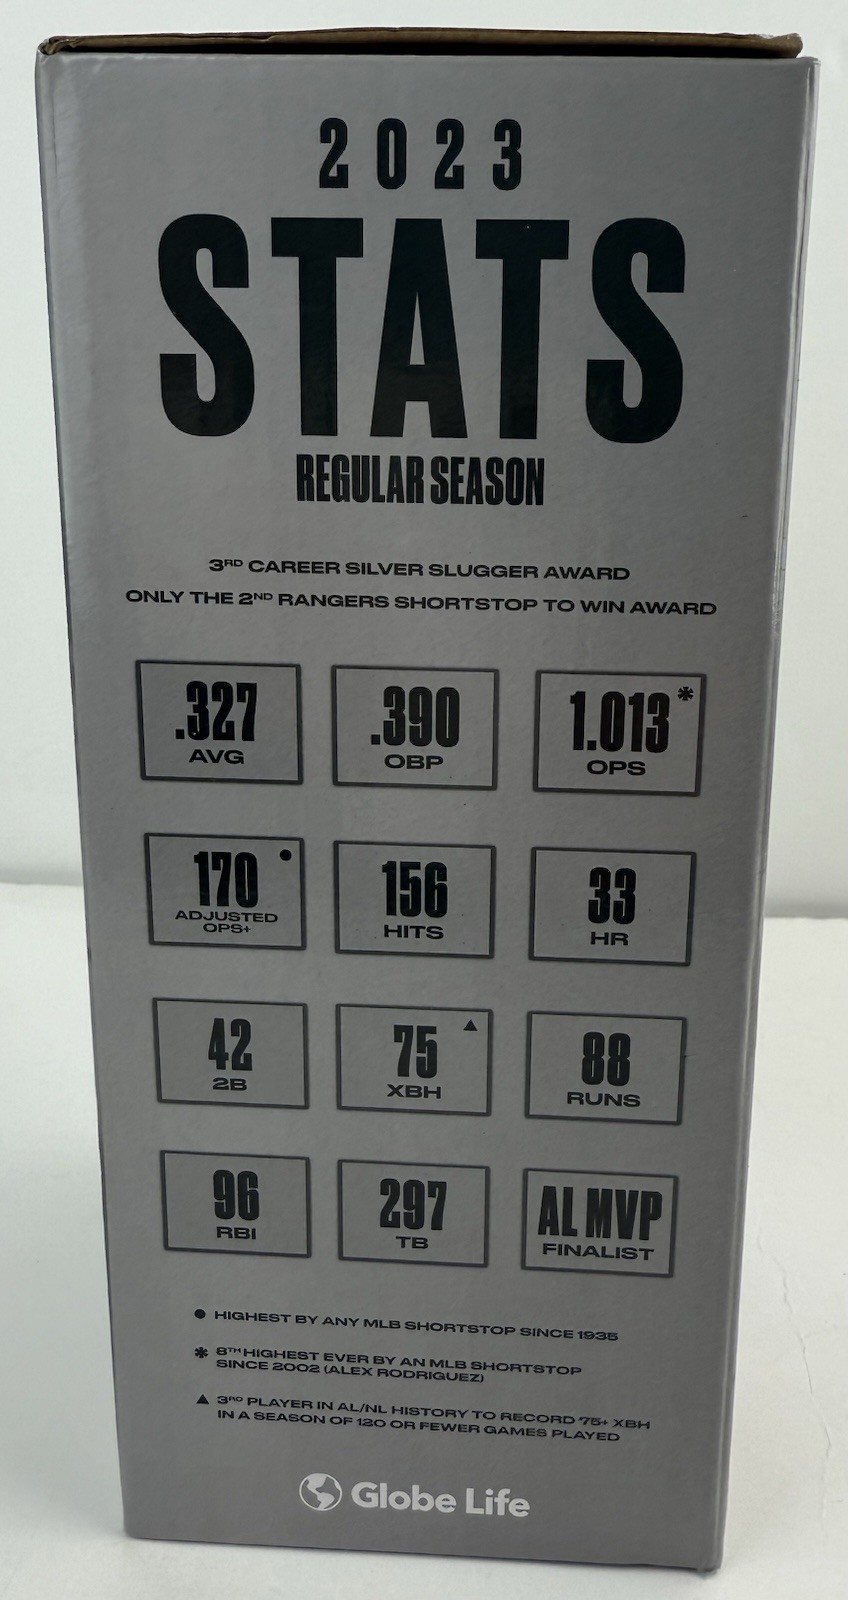 2023
STATS
REGULAR SEASON
3RD CAREER SILVER SLUGGER AWARD
ONLY THE 2ND RANGERS SHORTSTOP TO WIN AWARD
.327
AVG
.390
OBP
1.013*
OPS
170 ●
ADJUSTED
OPS+
156
HITS
33
HR
42
2B
75 ▲
XBH
88
RUNS
96
RBI
297
TB
AL MVP
FINALIST
● HIGHEST BY ANY MLB SHORTSTOP SINCE 1935
* 8TH HIGHEST EVER BY AN MLB SHORTSTOP
SINCE 2002 (ALEX RODRIGUEZ)
▲ 3RD PLAYER IN AL/NL HISTORY TO RECORD 75+ XBH
IN A SEASON OF 120 OR FEWER GAMES PLAYED
Globe Life